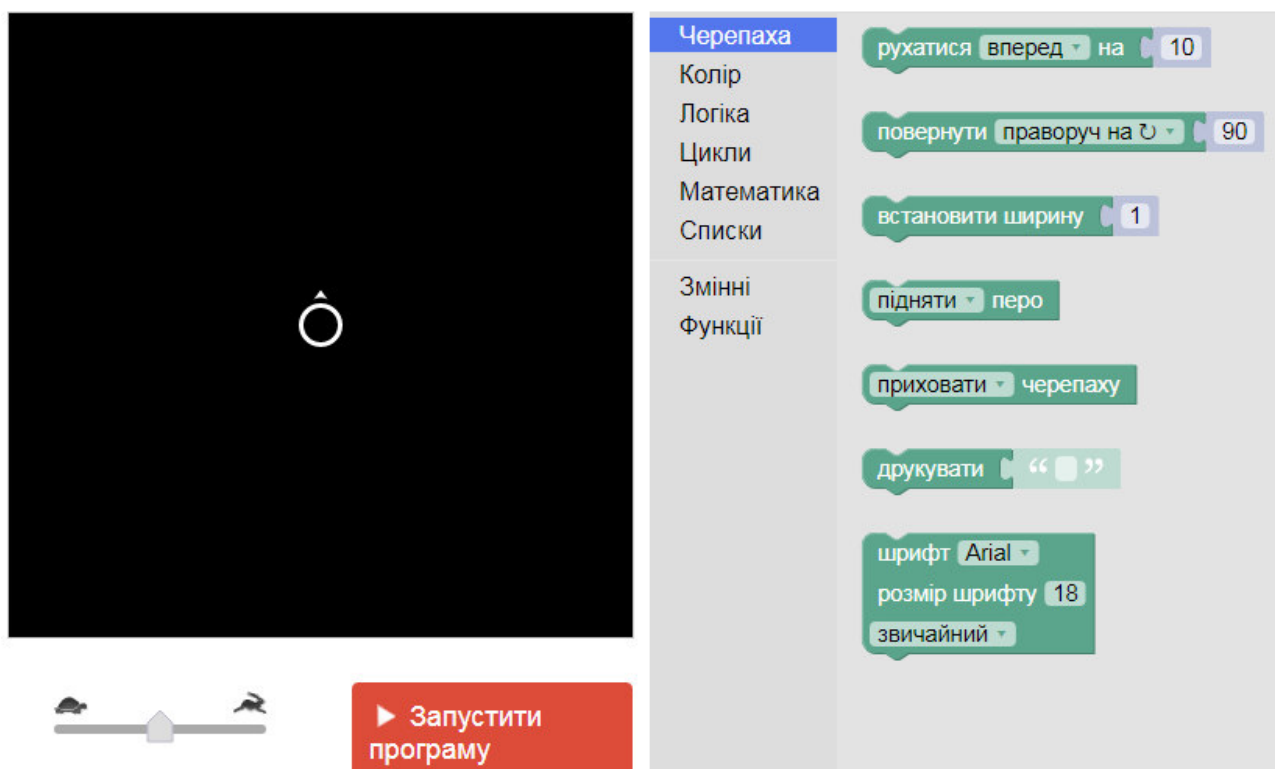 Черепаха
Колір
Логіка
Цикли
Математика
Списки
Змінні
Функції
рухатися вперед на 10
повернути праворуч на ↻ 90
встановити ширину 1
підняти перо
приховати черепаху
друкувати “ ”
шрифт Arial
розмір шрифту 18
звичайний
Запустити
програму